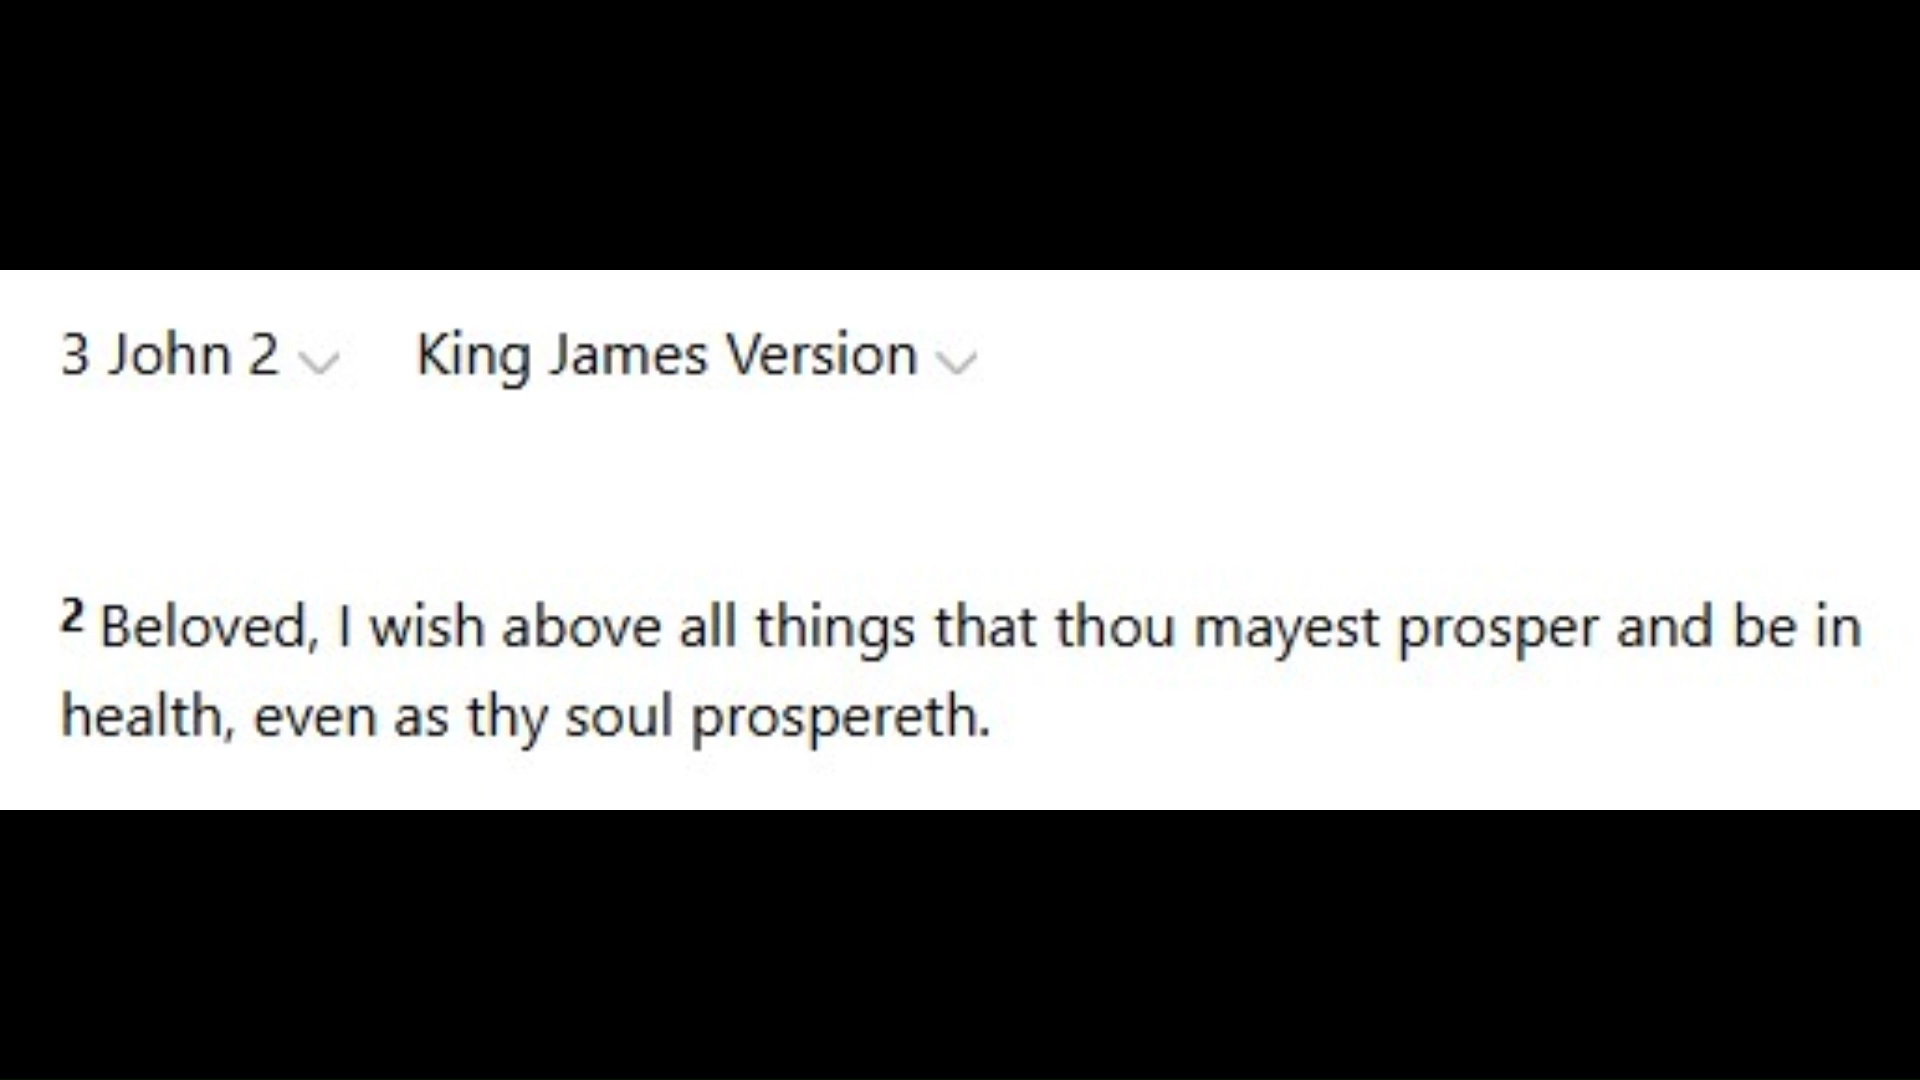 3 John 2 King James Version
2 Beloved, I wish above all things that thou mayest prosper and be in
health, even as thy soul prospereth.